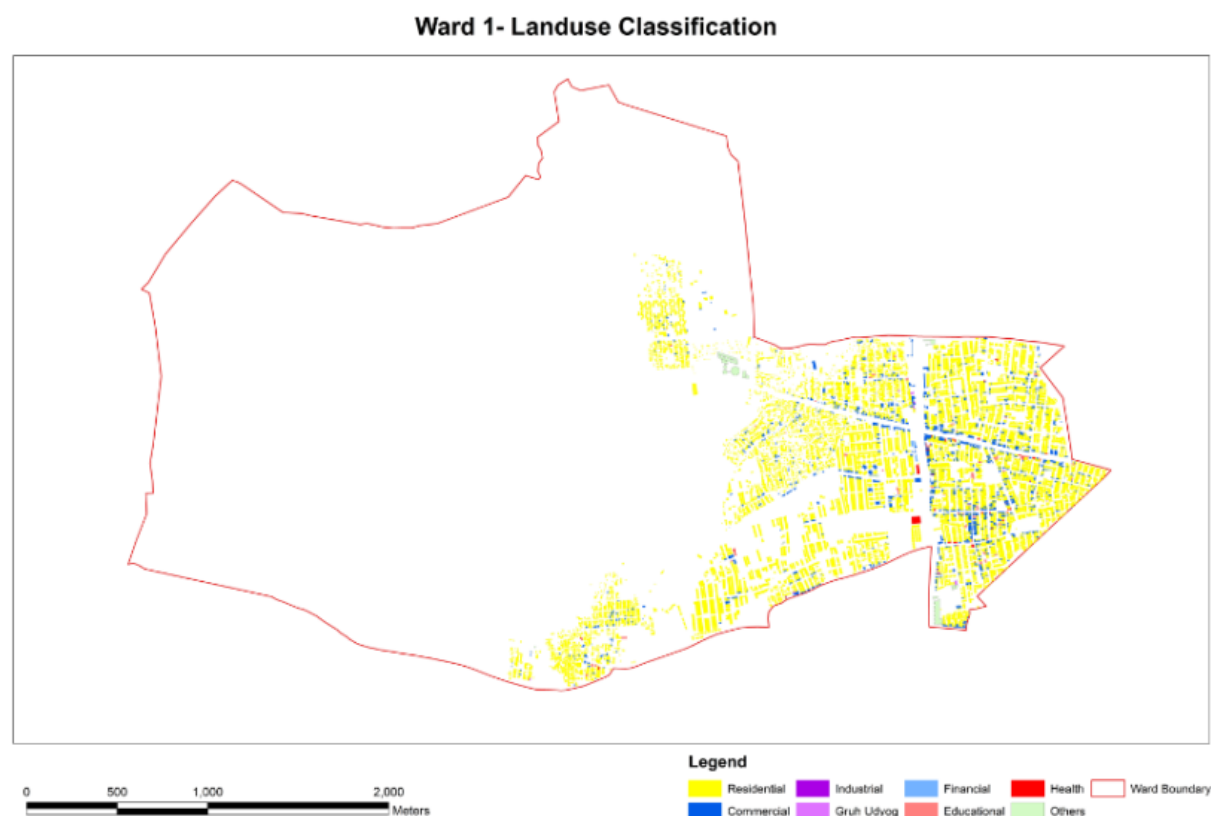 Ward 1- Landuse Classification
Legend
Residential Industrial Financial Health Ward Boundary
Commercial Gruh Udyog Educational Others
0 500 1,000 2,000
Meters